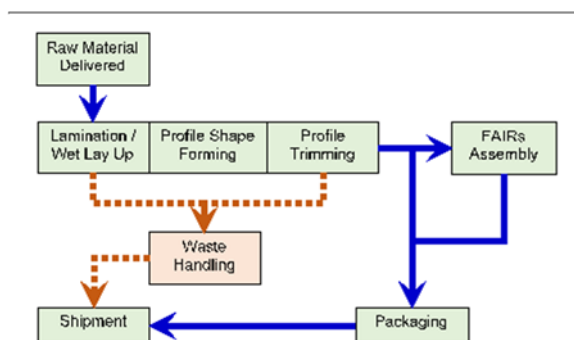 Raw Material
Delivered
Lamination /
Wet Lay Up
Profile Shape
Forming
Profile
Trimming
FAIRs
Assembly
Waste
Handling
Shipment
Packaging